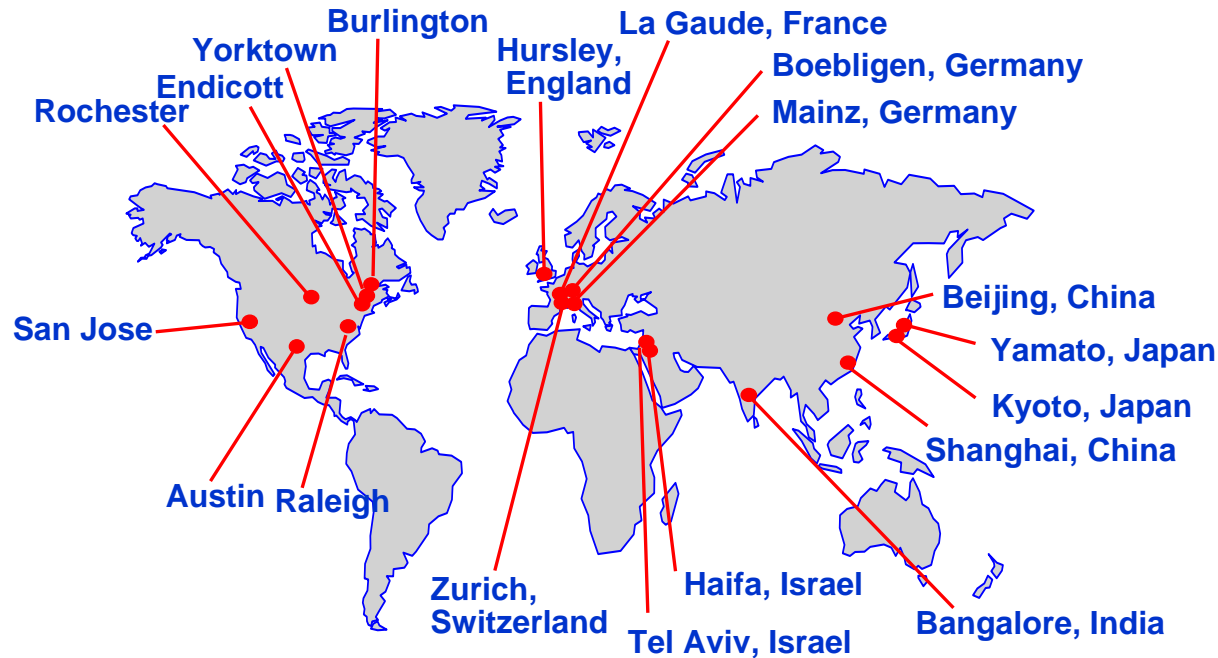 Burlington
La Gaude, France
Yorktown
Hursley,
England
Boebligen, Germany
Endicott
Rochester
Mainz, Germany
Beijing, China
San Jose
Yamato, Japan
Kyoto, Japan
Shanghai, China
Austin
Raleigh
Zurich,
Switzerland
Haifa, Israel
Tel Aviv, Israel
Bangalore, India